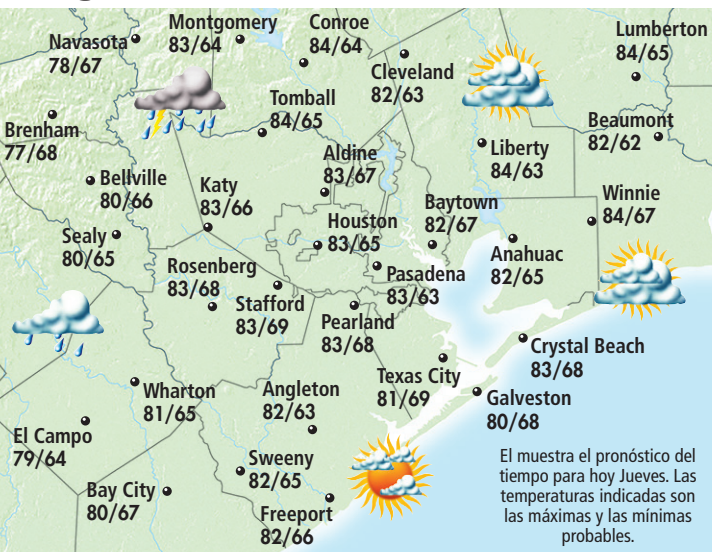 Montgomery
83/64
Conroe
84/64
Lumberton
84/65
Navasota
78/67
Cleveland
82/63
Tomball
84/65
Beaumont
82/62
Brenham
77/68
Aldine
83/67
Liberty
84/63
Bellville
80/66
Katy
83/66
Winnie
84/67
Baytown
82/67
Houston
83/65
Sealy
80/65
Anahuac
82/65
Rosenberg
83/68
Pasadena
83/63
Stafford
83/69
Pearland
83/68
Crystal Beach
83/68
Texas City
81/69
Wharton
81/65
Angleton
82/63
Galveston
80/68
El Campo
79/64
Sweeny
82/65
Bay City
80/67
Freeport
82/66
El muestra el pronóstico del
tiempo para hoy Jueves. Las
temperaturas indicadas son
las máximas y las mínimas
probables.